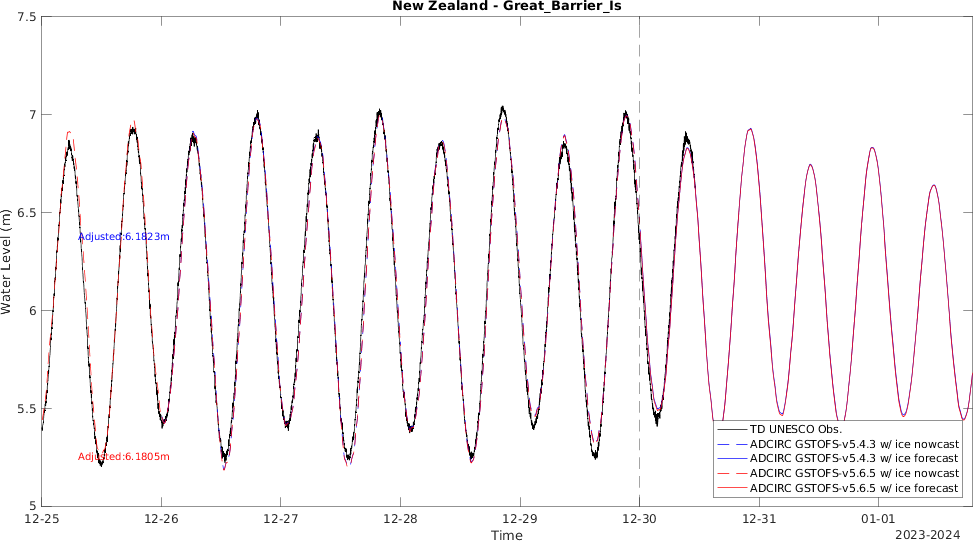 New Zealand - Great_Barrier_Is
7.5
7
6.5
6
5.5
5
Water Level (m)
Adjusted:6.1823m
Adjusted:6.1805m
TD UNESCO Obs.
ADCIRC GSTOFS-v5.4.3 w/ ice nowcast
ADCIRC GSTOFS-v5.4.3 w/ ice forecast
ADCIRC GSTOFS-v5.6.5 w/ ice nowcast
ADCIRC GSTOFS-v5.6.5 w/ ice forecast
12-25 12-26 12-27 12-28 12-29 12-30 12-31 01-01
Time
2023-2024